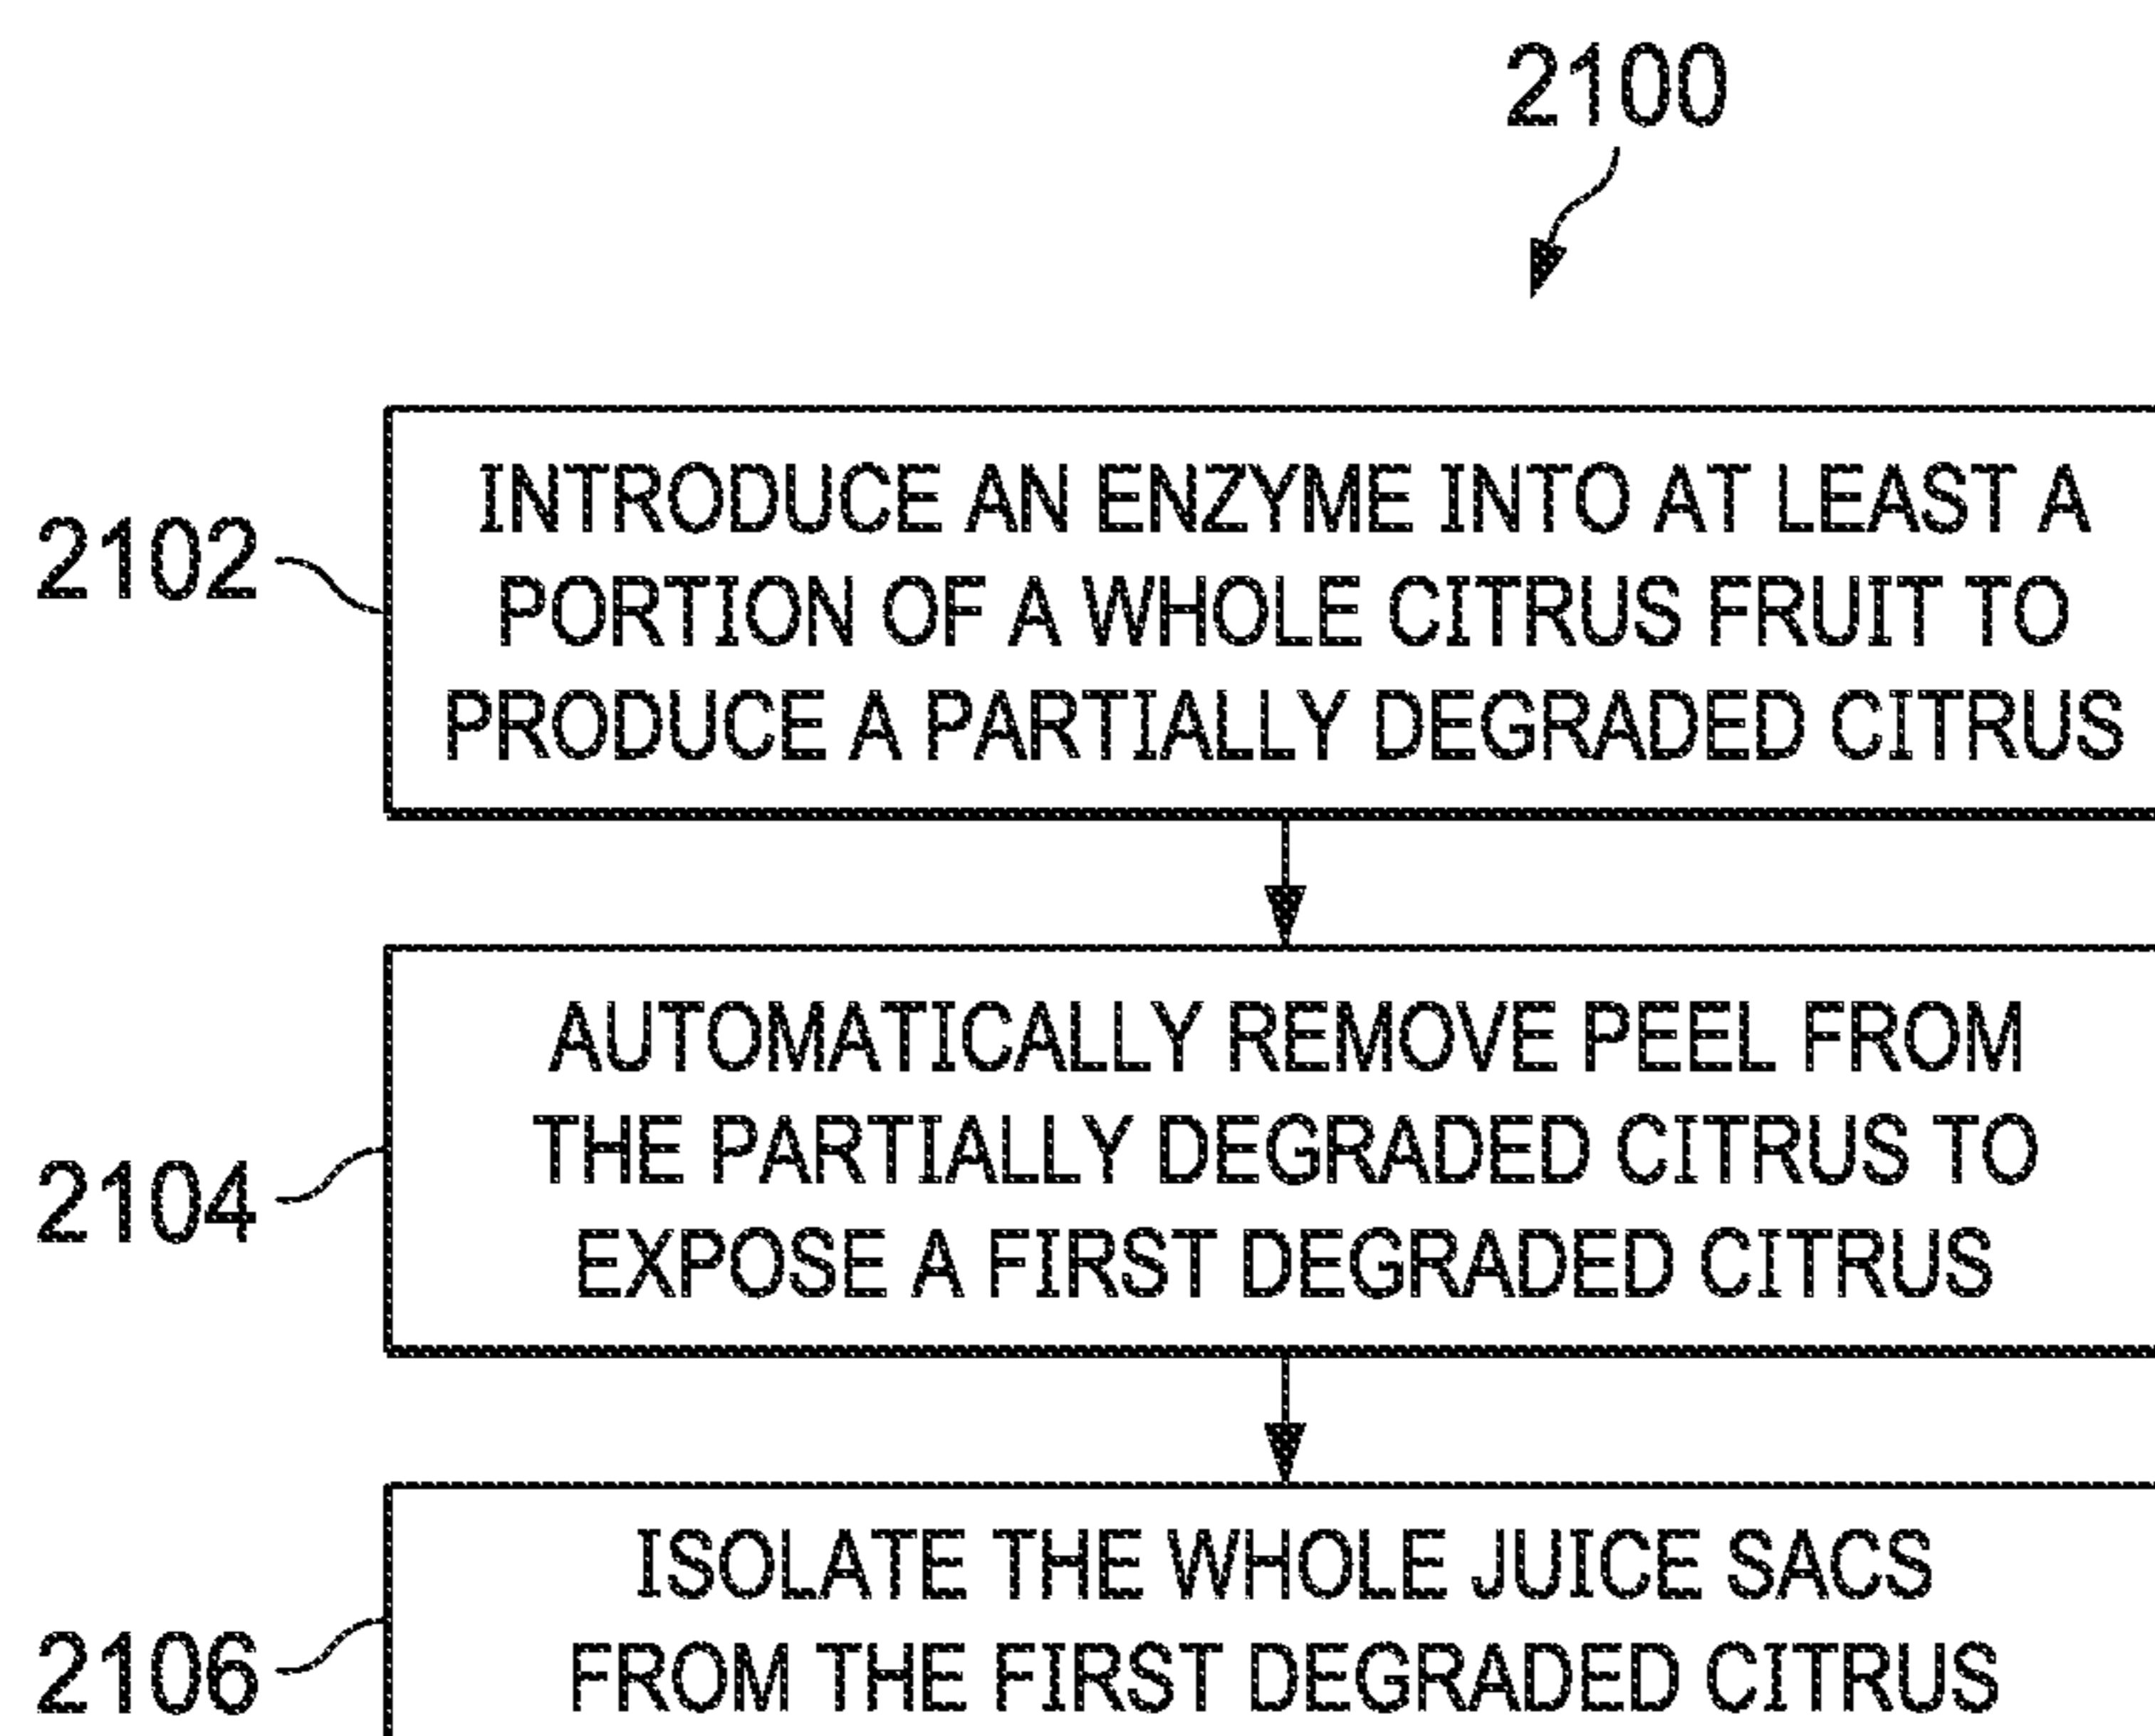 2100
2102
INTRODUCE AN ENZYME INTO AT LEAST A
PORTION OF A WHOLE CITRUS FRUIT TO
PRODUCE A PARTIALLY DEGRADED CITRUS
2104
AUTOMATICALLY REMOVE PEEL FROM
THE PARTIALLY DEGRADED CITRUS TO
EXPOSE A FIRST DEGRADED CITRUS
2106
ISOLATE THE WHOLE JUICE SACS
FROM THE FIRST DEGRADED CITRUS